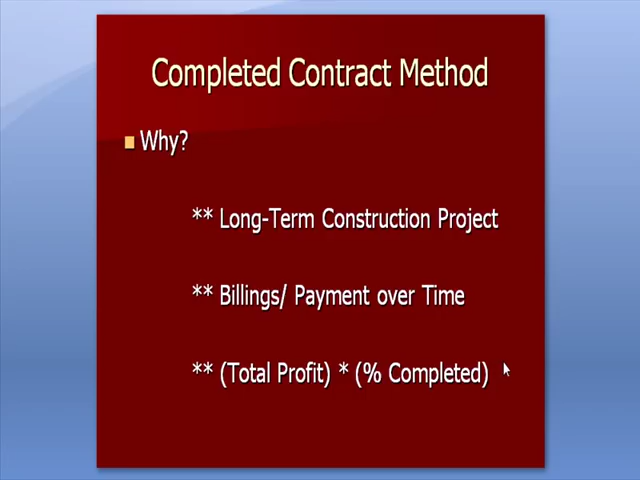 Completed Contract Method
Why?
** Long-Term Construction Project
** Billings/ Payment over Time
** (Total Profit) * (% Completed)